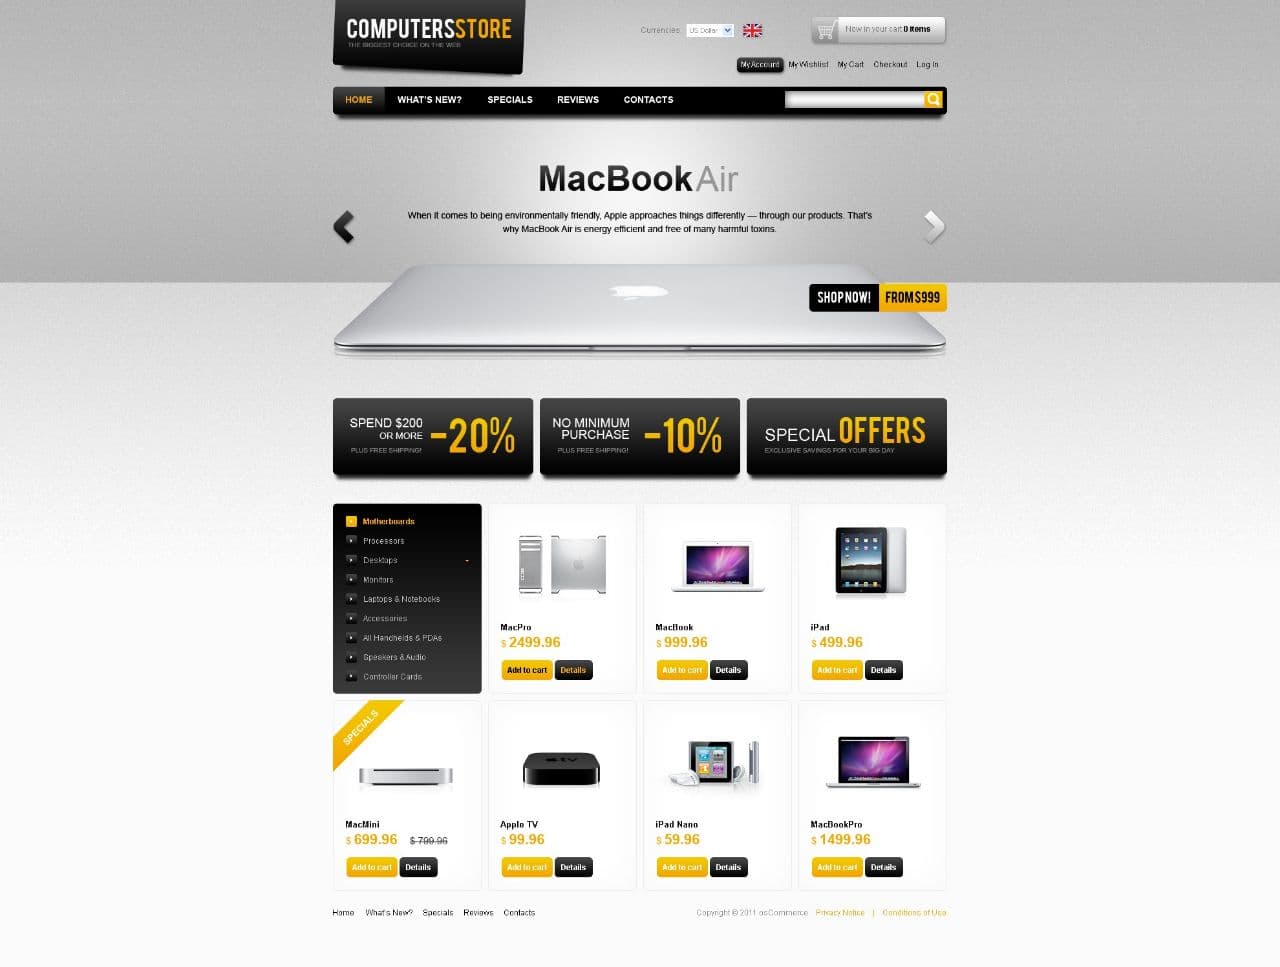 COMPUTERSSTORE
THE BIGGEST CHOICE ON THE WEB
Currencies: US Dollar
Now in your cart 0 items
My Account My Wishlist My Cart Checkout Log In
HOME WHAT'S NEW? SPECIALS REVIEWS CONTACTS
MacBook Air
When it comes to being environmentally friendly, Apple approaches things differently — through our products. That's
why MacBook Air is energy efficient and free of many harmful toxins.
SHOP NOW! FROM $999
SPEND $200
OR MORE
-20%
PLUS FREE SHIPPING!
NO MINIMUM
PURCHASE
-10%
PLUS FREE SHIPPING!
SPECIAL OFFERS
EXCLUSIVE SAVINGS FOR YOUR BIG DAY
Motherboards
Processors
Desktops
Monitors
Laptops & Notebooks
Accessories
All Handhelds & PDAs
Speakers & Audio
Controller Cards
MacPro
$ 2499.96
Add to cart Details
MacBook
$ 999.96
Add to cart Details
iPad
$ 499.96
Add to cart Details
SPECIALS
MacMini
$ 699.96 $ 799.96
Add to cart Details
tv
Apple TV
$ 99.96
Add to cart Details
iPad Nano
$ 59.96
Add to cart Details
MacBookPro
$ 1499.96
Add to cart Details
Home What's New? Specials Reviews Contacts
Copyright © 2011 osCommerce Privacy Notice | Conditions of Use